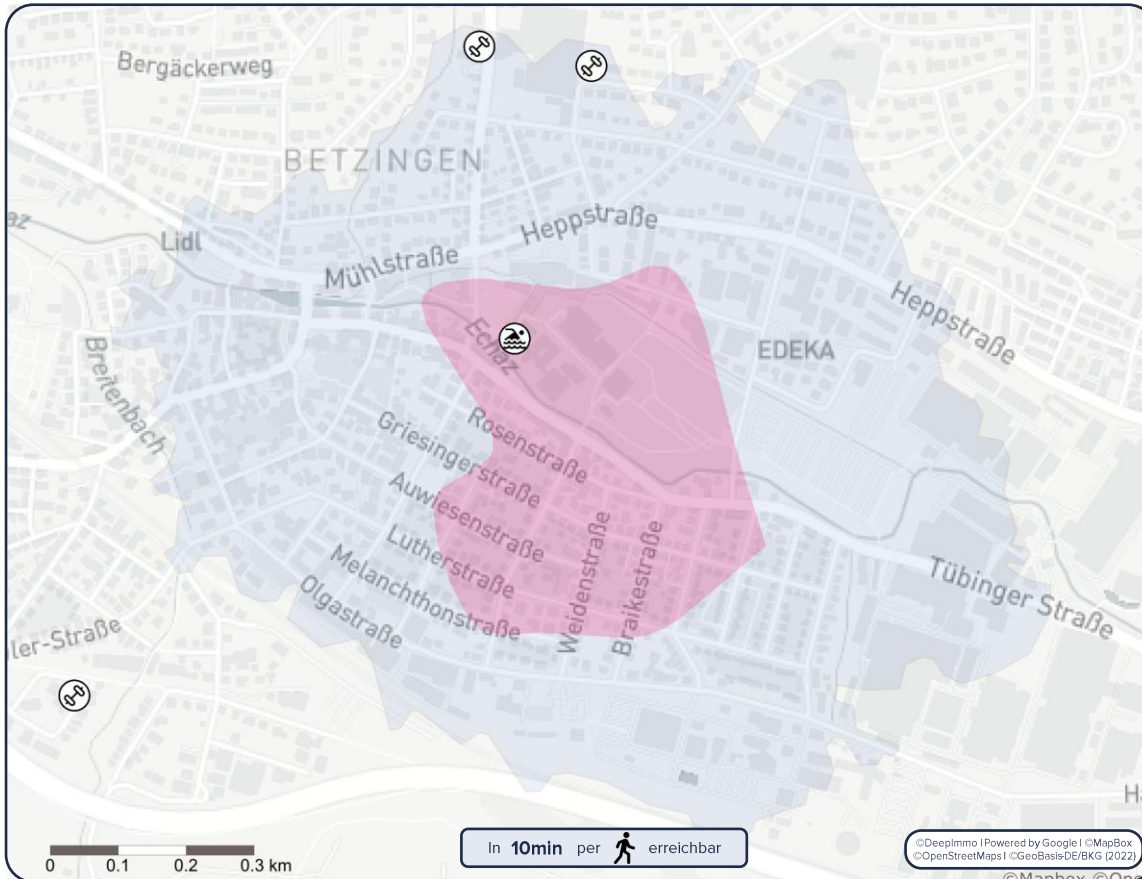 Bergäckerweg
BETZINGEN
Heppstraße
Lidl
Mühlstraße
Heppstraße
Echaz
EDEKA
Breitenbach
Rosenstraße
Griesingerstraße
Auwiesenstraße
Lutherstraße
Weidenstraße
Braikestraße
Melanchthonstraße
Olgastraße
Tübinger Straße
ler-Straße
0 0.1 0.2 0.3 km
In 10min per erreichbar
©DeepImmo | Powered by Google | ©MapBox
©OpenStreetMaps | ©GeoBasis-DE/BKG (2022)